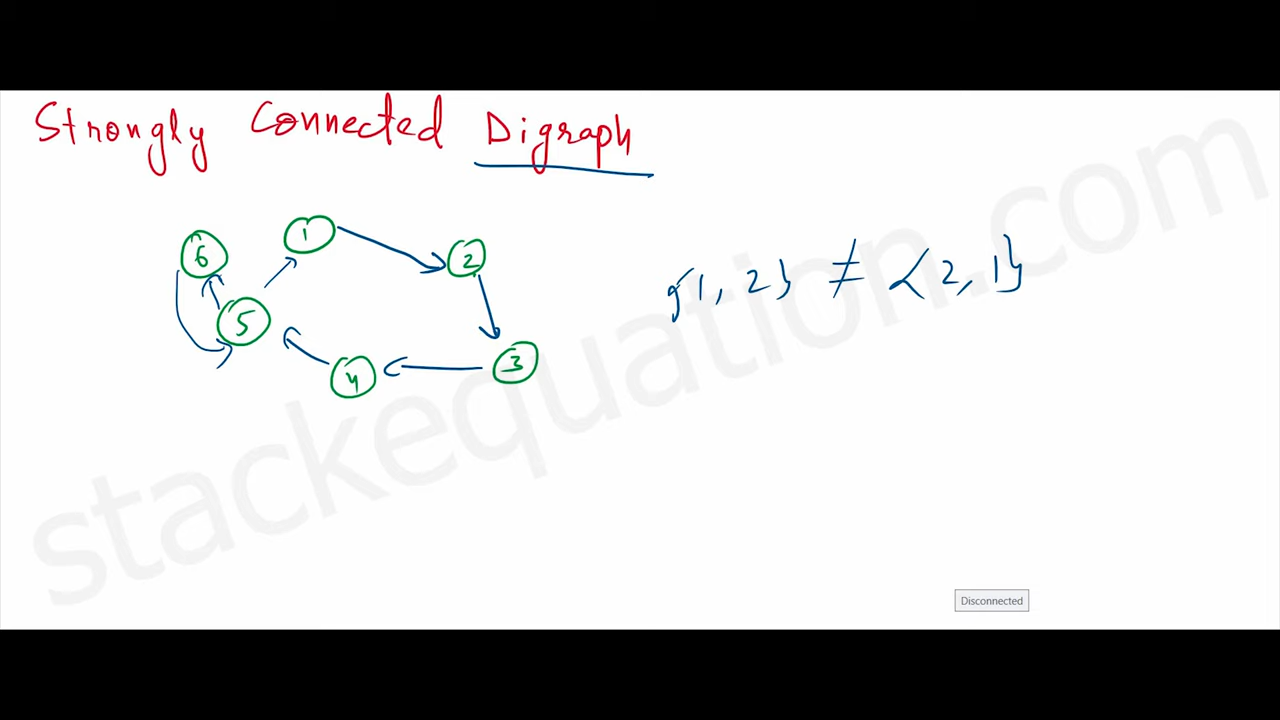 Strongly Connected Digraph
6
1
2
5
4
3
{1, 2} ≠ {2, 1}
stackequation.com
Disconnected